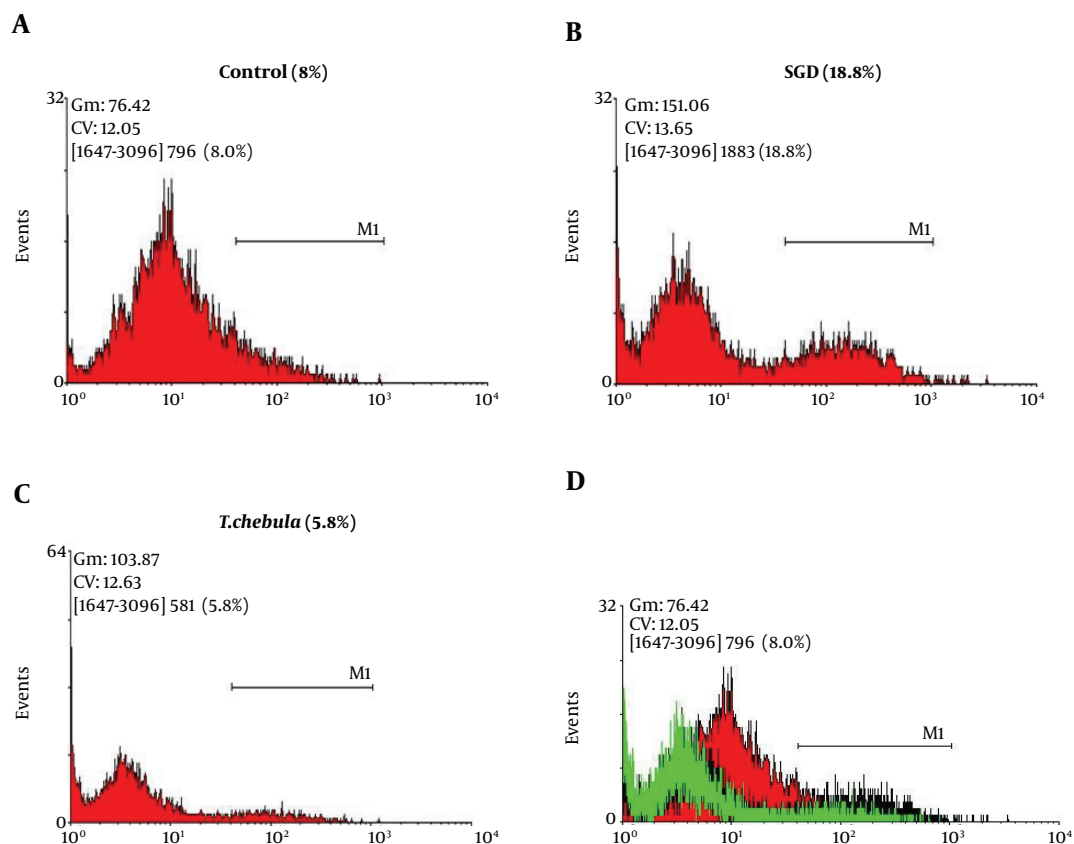 A
Control (8%)
32
Gm: 76.42
CV: 12.05
[1647-3096] 796 (8.0%)
M1
Events
0
10⁰ 10¹ 10² 10³ 10⁴
B
SGD (18.8%)
32
Gm: 151.06
CV: 13.65
[1647-3096] 1883 (18.8%)
M1
Events
0
10⁰ 10¹ 10² 10³ 10⁴
C
T.chebula (5.8%)
64
Gm: 103.87
CV: 12.63
[1647-3096] 581 (5.8%)
M1
Events
0
10⁰ 10¹ 10² 10³ 10⁴
D
32
Gm: 76.42
CV: 12.05
[1647-3096] 796 (8.0%)
M1
Events
0
10⁰ 10¹ 10² 10³ 10⁴